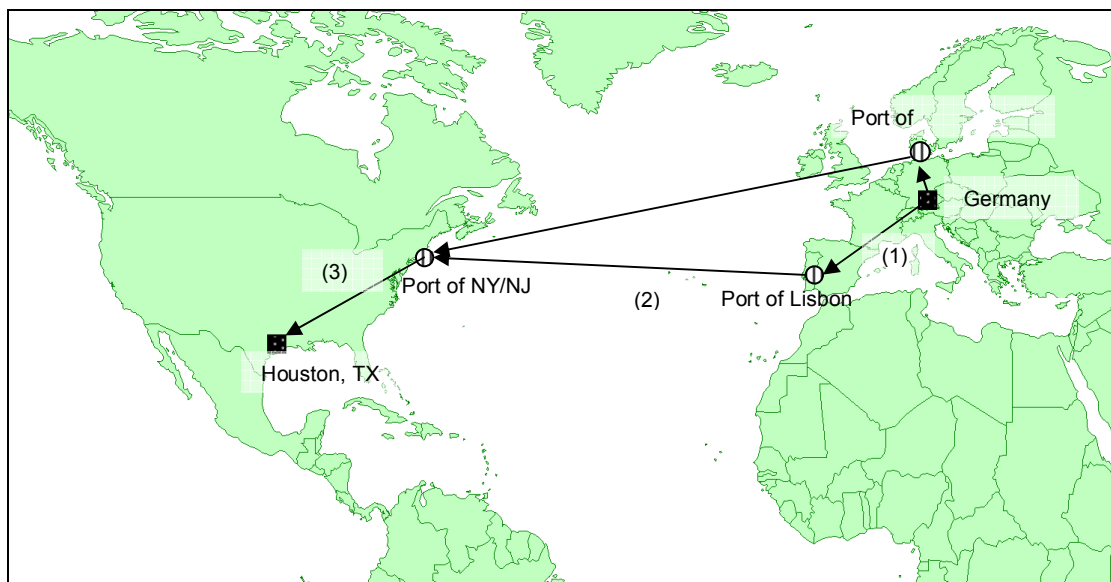 Port of
Germany
(1)
(3)
Port of NY/NJ
(2)
Port of Lisbon
Houston, TX